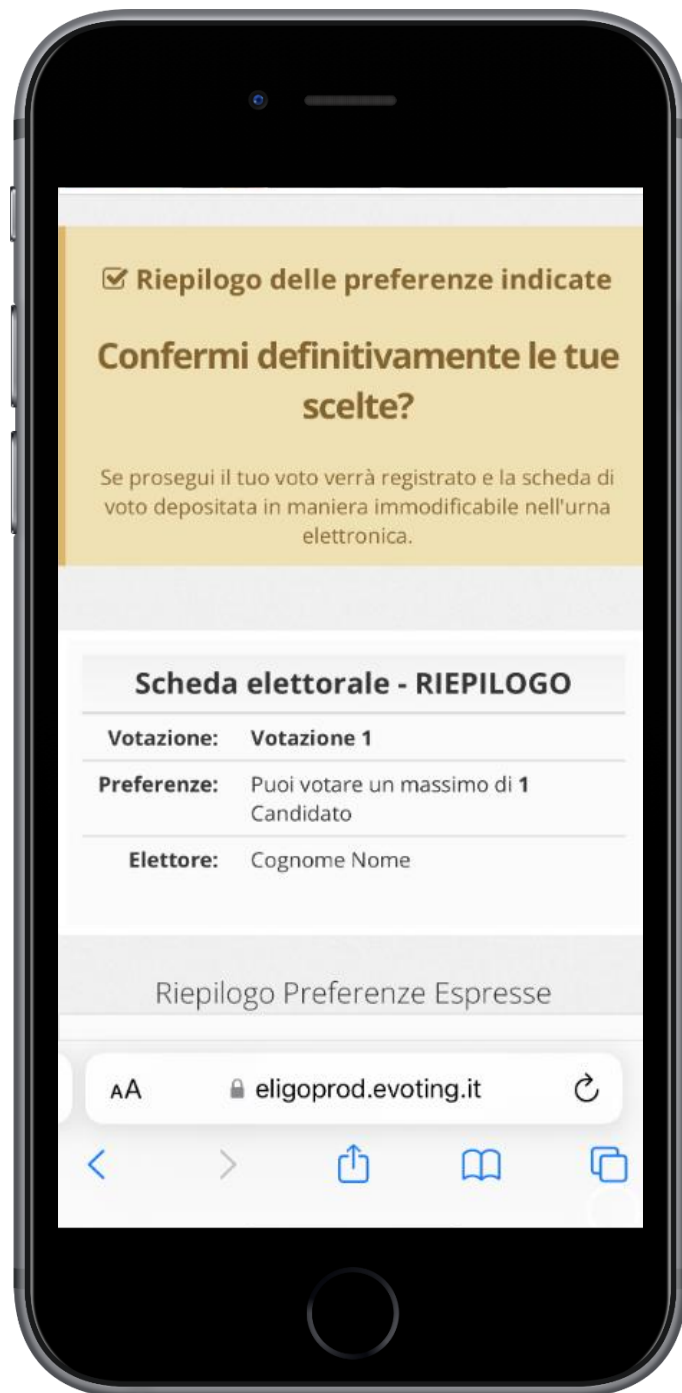 Riepilogo delle preferenze indicate
Confermi definitivamente le tue
scelte?
Se prosegui il tuo voto verrà registrato e la scheda di
voto depositata in maniera immodificabile nell'urna
elettronica.
Scheda elettorale - RIEPILOGO
Votazione: Votazione 1
Preferenze: Puoi votare un massimo di 1
Candidato
Elettore: Cognome Nome
Riepilogo Preferenze Espresse
AA eligoprod.evoting.it